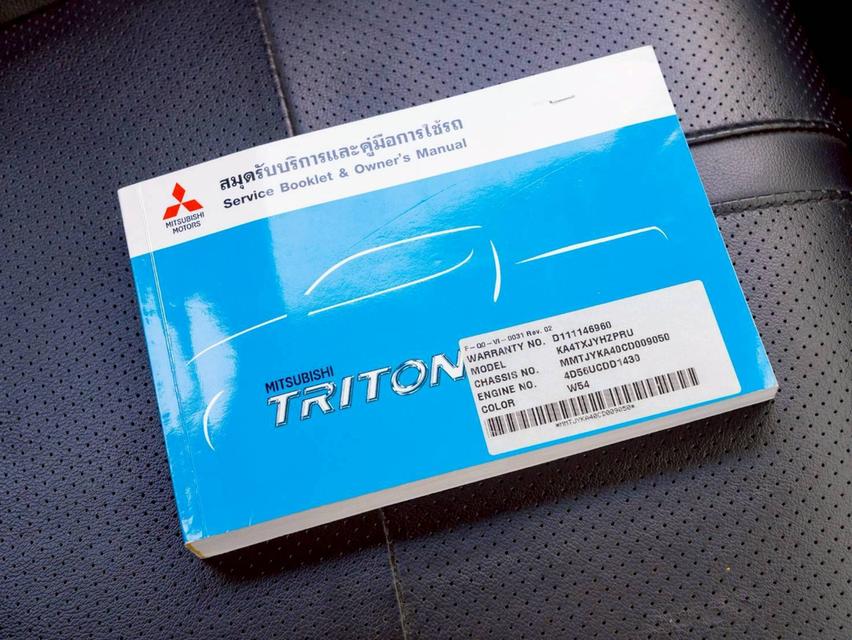 สมุดรับบริการและคู่มือการใช้รถ
Service Booklet & Owner's Manual
MITSUBISHI
MOTORS
MITSUBISHI
TRITON
F-QO-VI-0031 Rev. 02
WARRANTY NO. D111146960
MODEL KA4TXJYHZPRU
CHASSIS NO. MMTJYKA40CD009050
ENGINE NO. 4D56UCDD1430
COLOR W54
*MMTJYKA40CD009050*